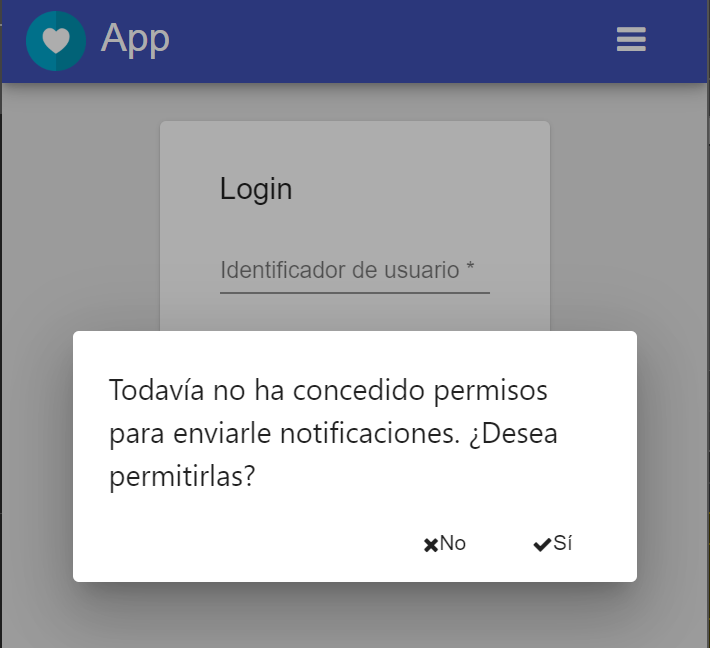 App
Login
Identificador de usuario *
Todavía no ha concedido permisos
para enviarle notificaciones. ¿Desea
permitirlas?
No Sí